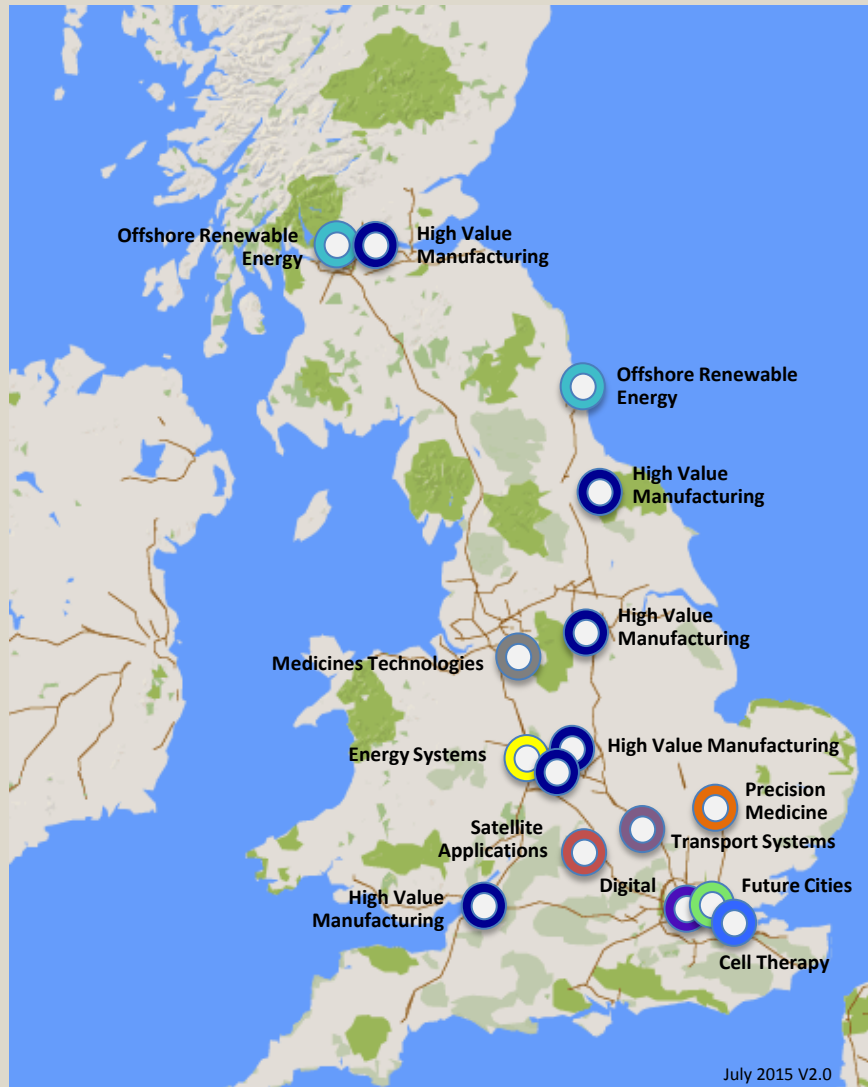 Offshore Renewable
Energy
High Value
Manufacturing
Offshore Renewable
Energy
High Value
Manufacturing
High Value
Manufacturing
Medicines Technologies
Energy Systems
High Value Manufacturing
Precision
Medicine
Satellite
Applications
Transport Systems
Digital
Future Cities
High Value
Manufacturing
Cell Therapy
July 2015 V2.0